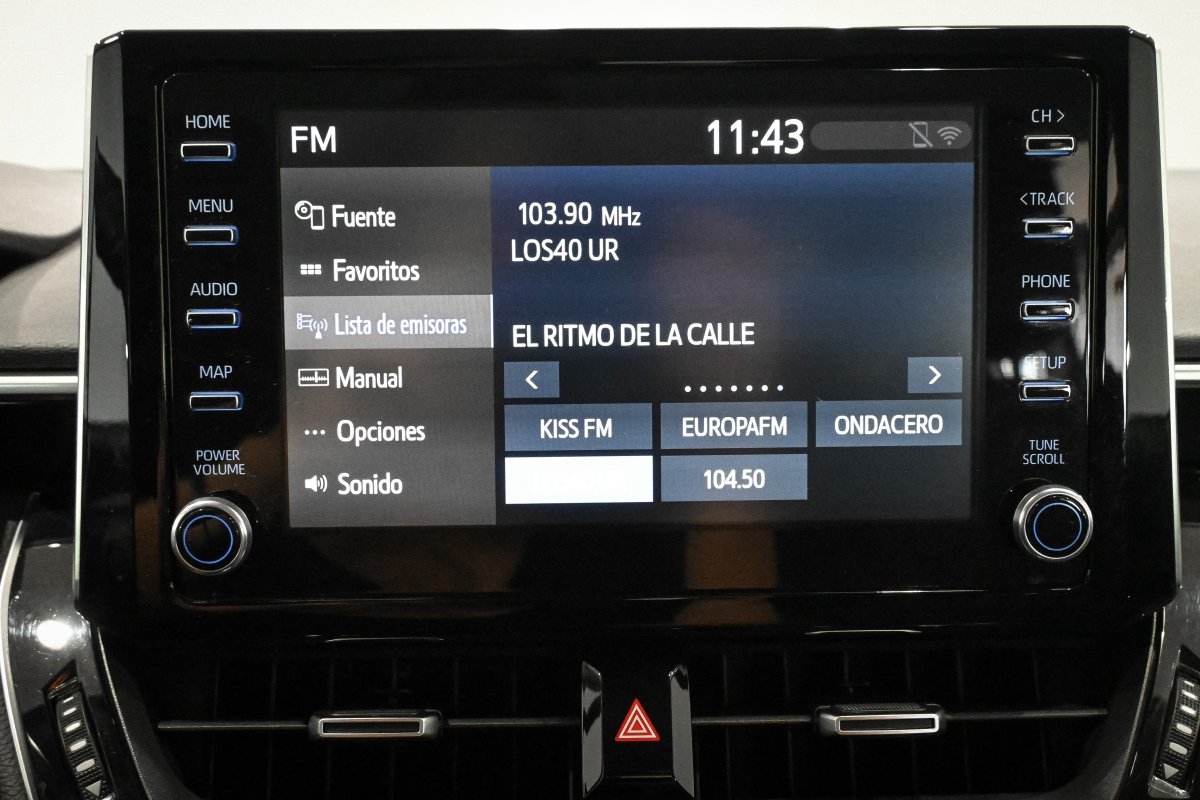 HOME
MENU
AUDIO
MAP
POWER
VOLUME
FM
11:43
Fuente
Favoritos
Lista de emisoras
Manual
Opciones
Sonido
103.90 MHz
LOS40 UR
EL RITMO DE LA CALLE
<
>
KISS FM
EUROPAFM
ONDACERO
104.50
CH >
< TRACK
PHONE
SETUP
TUNE
SCROLL